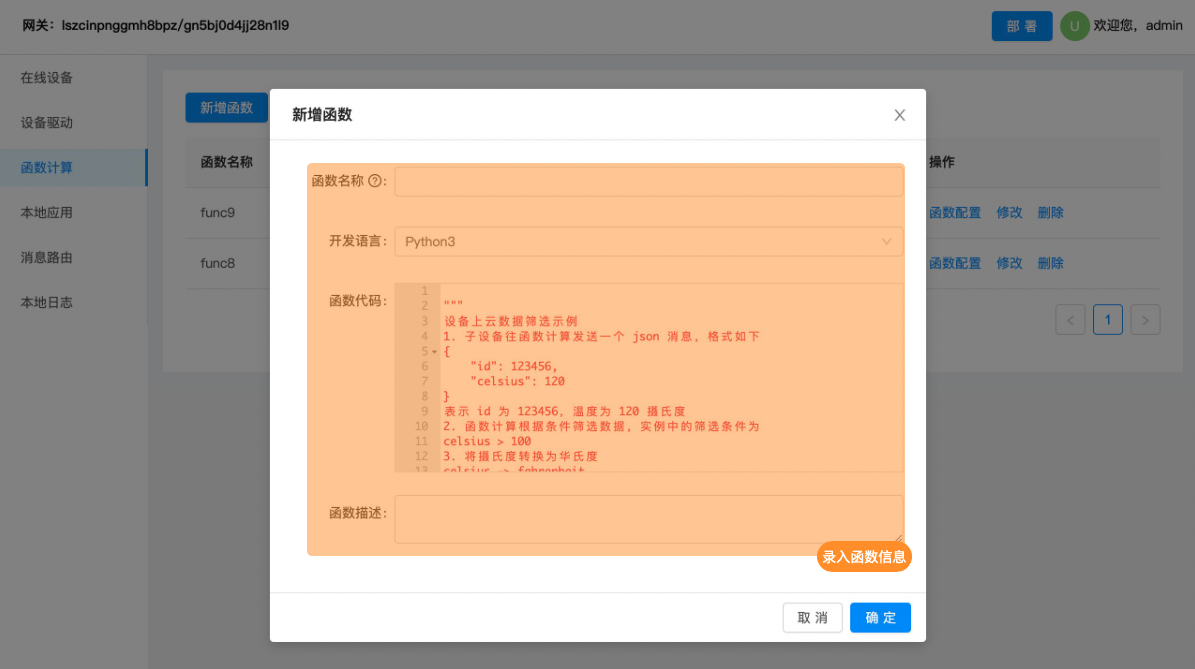 网关：lszcinpnggmh8bpz/gn5bj0d4jj28n1l9
部 署
U 欢迎您，admin
在线设备
设备驱动
函数计算
本地应用
消息路由
本地日志
新增函数
函数名称
操作
func9
函数配置 修改 删除
func8
函数配置 修改 删除
< 1 >
新增函数
函数名称 ? :
开发语言:
Python3
函数代码:
1
2 """
3 设备上云数据筛选示例
4 1. 子设备往函数计算发送一个 json 消息，格式如下
5 {
6 "id": 123456,
7 "celsius": 120
8 }
9 表示 id 为 123456，温度为 120 摄氏度
10 2. 函数计算根据条件筛选数据，实例中的筛选条件为
11 celsius > 100
12 3. 将摄氏度转换为华氏度
13 celsius -> fahrenheit
函数描述:
录入函数信息
取 消
确 定